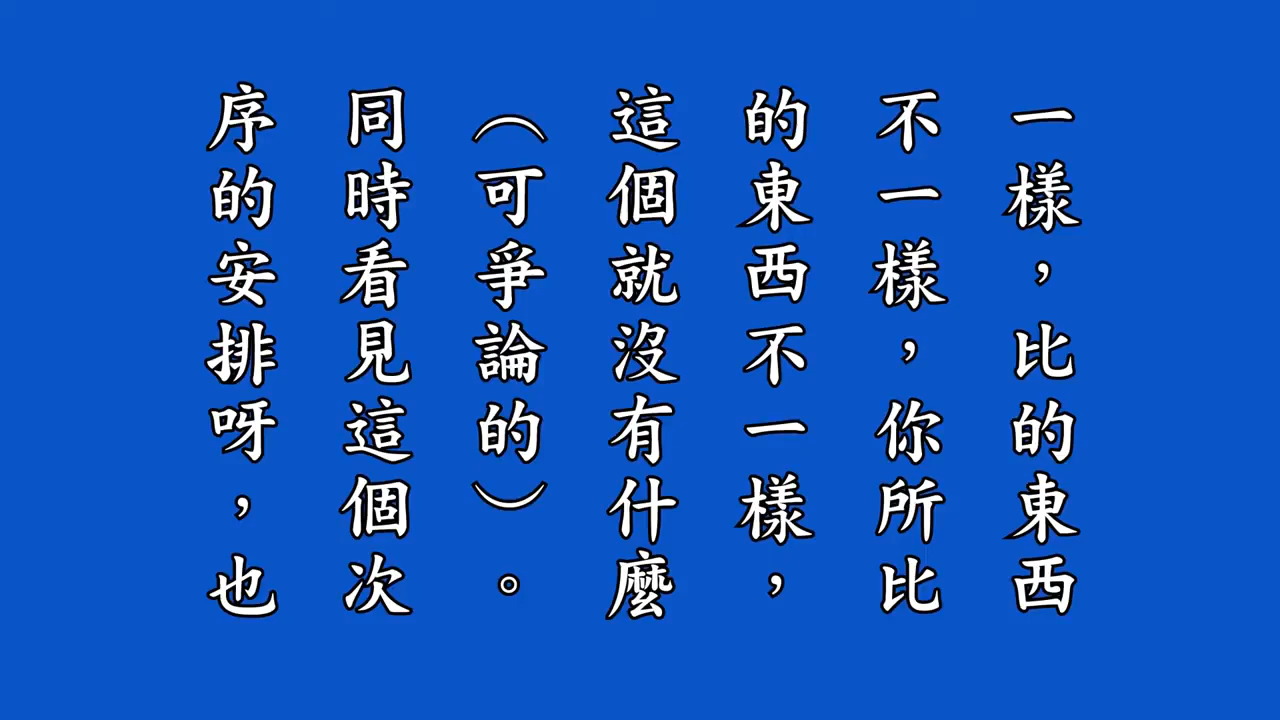 一樣，比的東西
不一樣，你所比
的東西不一樣，
這個就沒有什麼
（可爭論的）。
同時看見這個次
序的安排呀，也